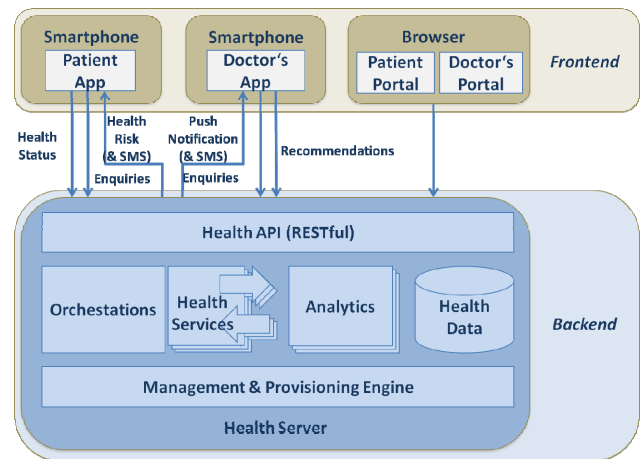 Smartphone
Patient
App
Smartphone
Doctor‘s
App
Browser
Patient
Portal
Doctor‘s
Portal
Frontend
Health
Status
Health
Risk
(& SMS)
Enquiries
Push
Notification
(& SMS)
Enquiries
Recommendations
Health API (RESTful)
Orchestations
Health
Services
Analytics
Health
Data
Backend
Management & Provisioning Engine
Health Server